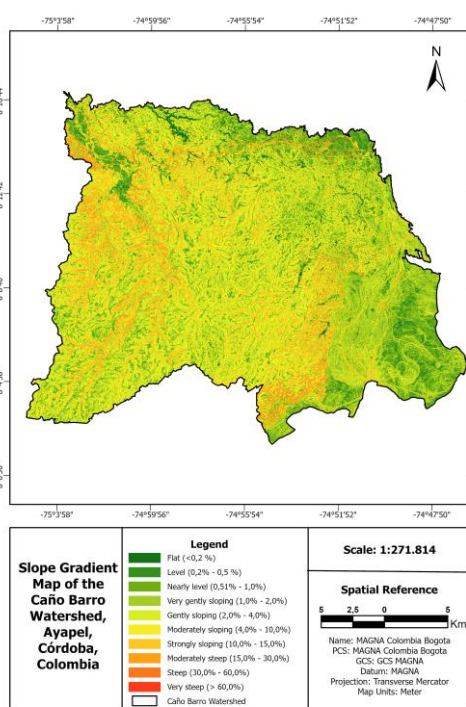 -75°3'58" -74°59'56" -74°55'54" -74°51'52" -74°47'50"
N
-75°3'58" -74°59'56" -74°55'54" -74°51'52" -74°47'50"
Slope Gradient
Map of the
Caño Barro
Watershed,
Ayapel,
Córdoba,
Colombia
Legend
Flat (<0,2 %)
Level (0,2% - 0,5 %)
Nearly level (0,51% - 1,0%)
Very gently sloping (1,0% - 2,0%)
Gently sloping (2,0% - 4,0%)
Moderately sloping (4,0% - 10,0%)
Strongly sloping (10,0% - 15,0%)
Moderately steep (15,0% - 30,0%)
Steep (30,0% - 60,0%)
Very steep (> 60,0%)
Caño Barro Watershed
Scale: 1:271.814
Spatial Reference
5 2,5 0 5
Km
Name: MAGNA Colombia Bogota
PCS: MAGNA Colombia Bogota
GCS: GCS MAGNA
Datum: MAGNA
Projection: Transverse Mercator
Map Units: Meter